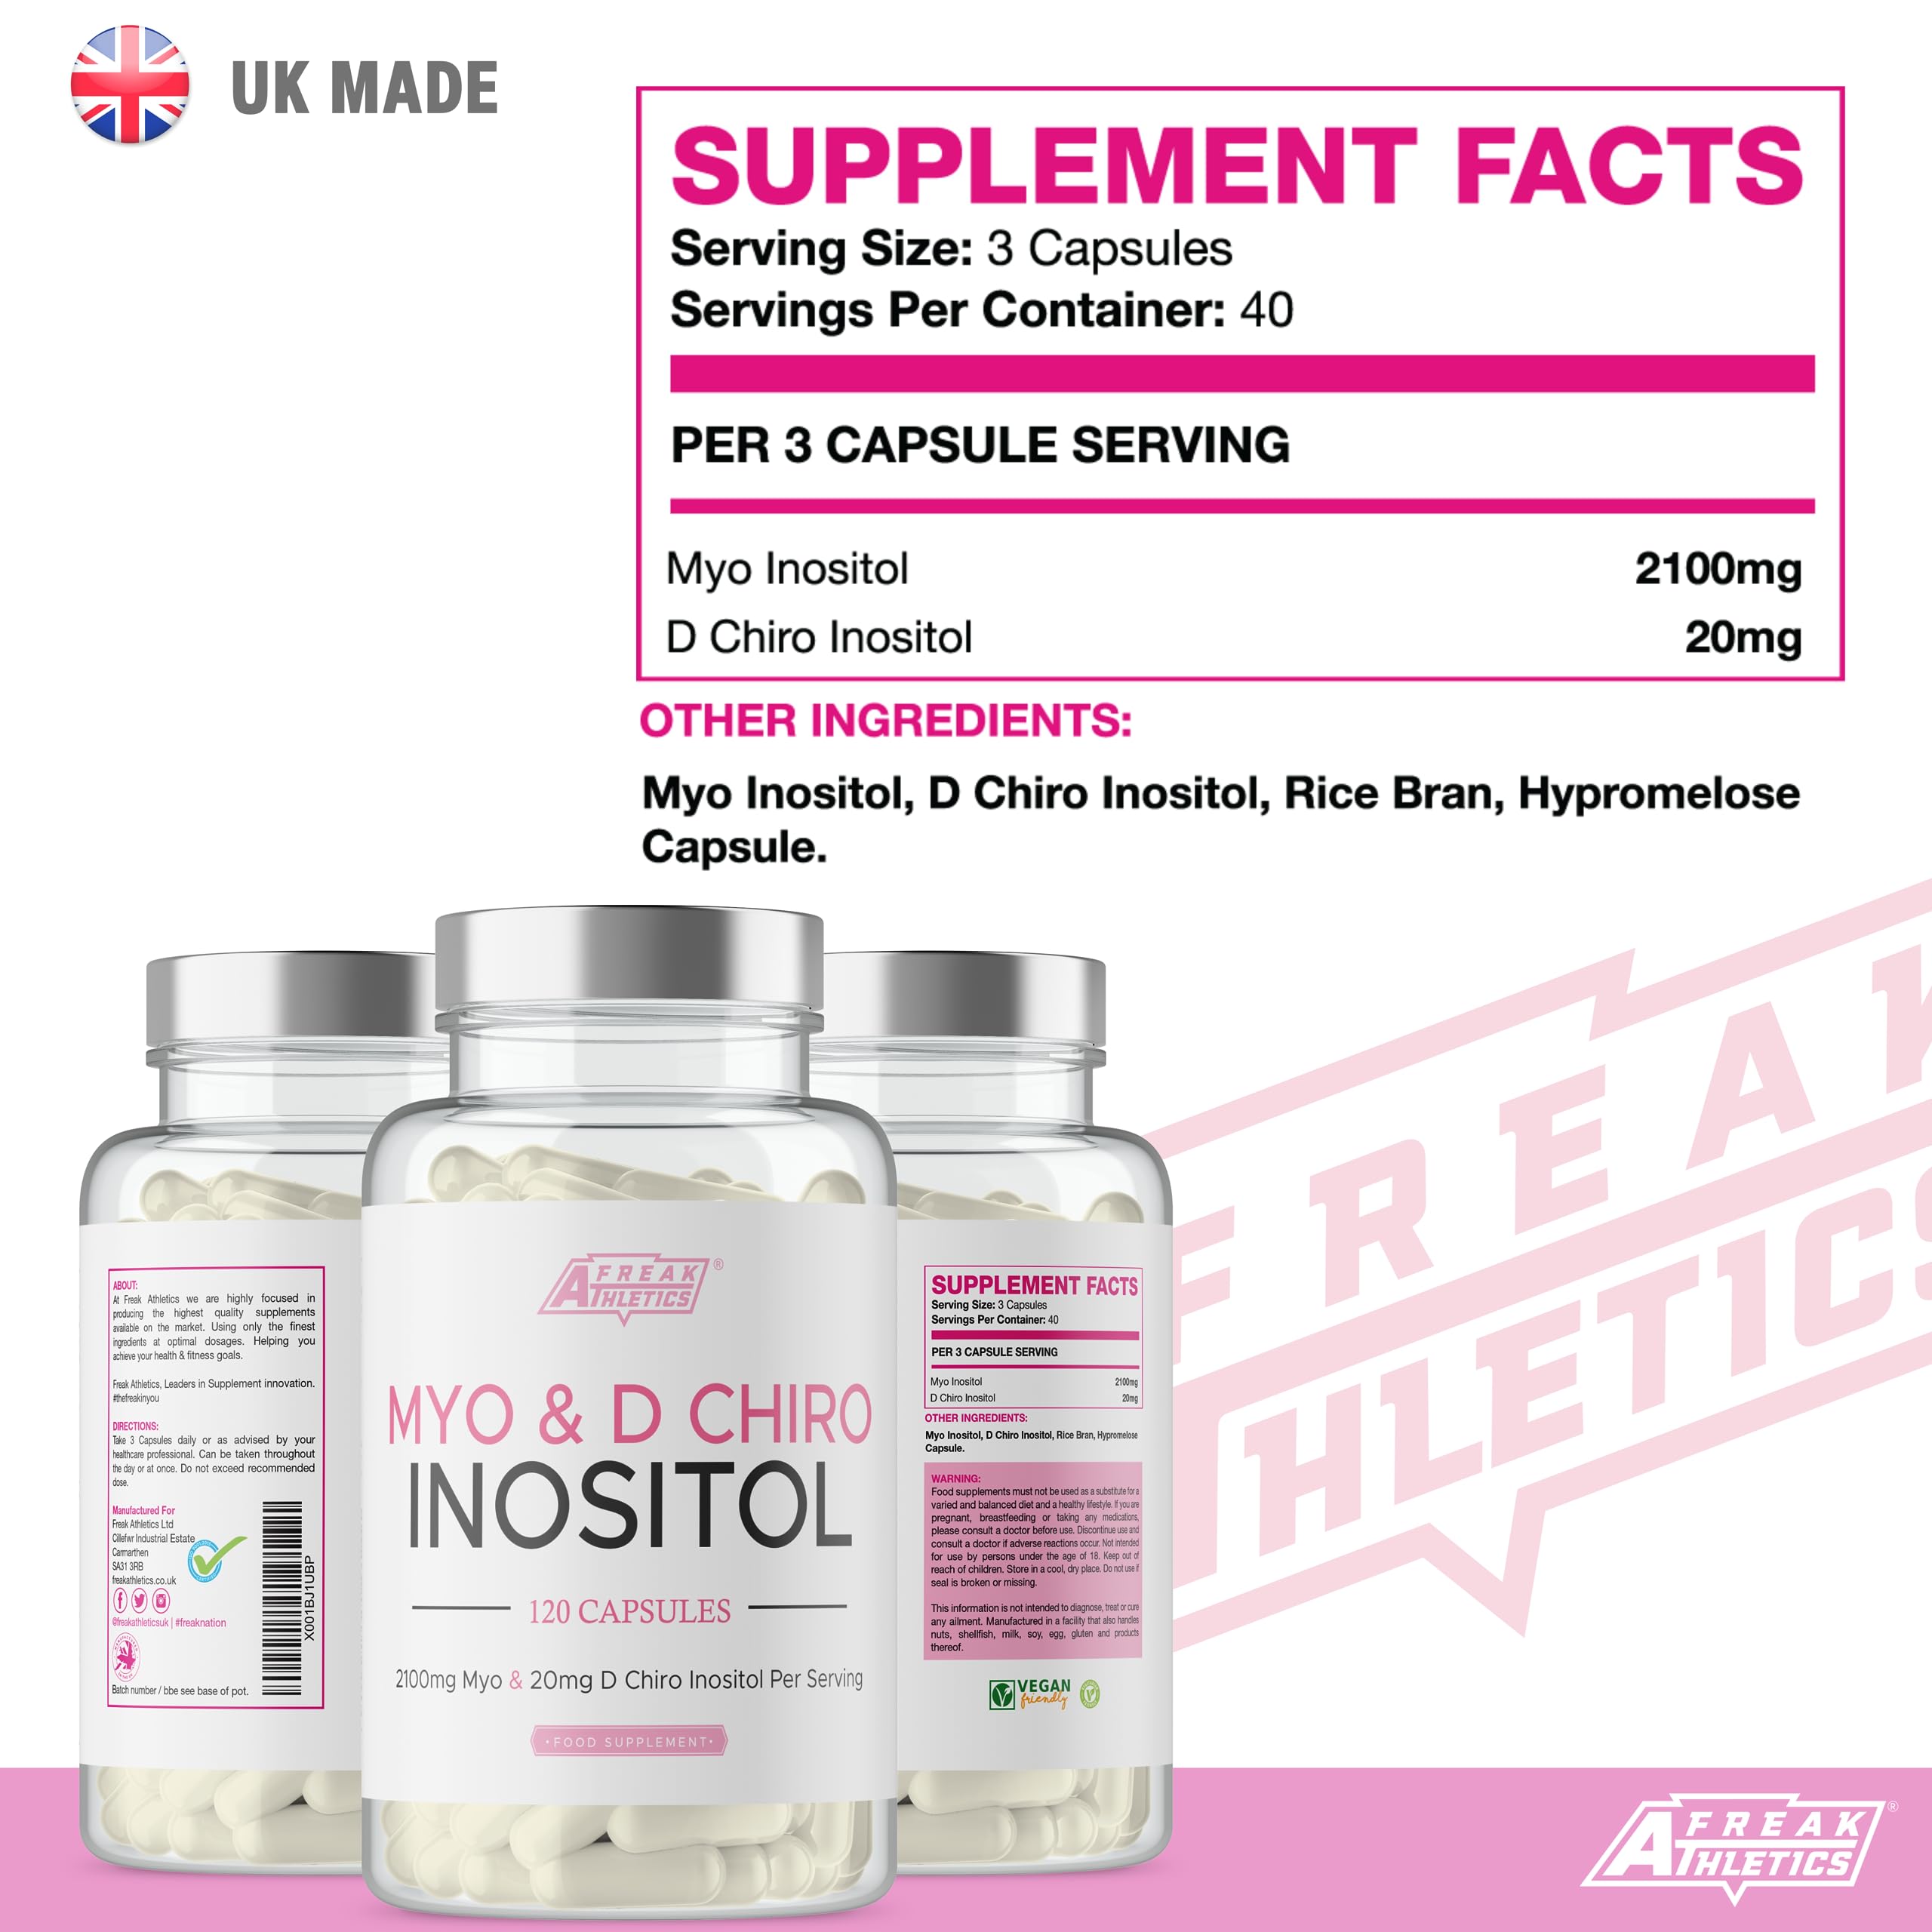 UK MADE
SUPPLEMENT FACTS
Serving Size: 3 Capsules
Servings Per Container: 40
PER 3 CAPSULE SERVING
Myo Inositol 2100mg
D Chiro Inositol 20mg
OTHER INGREDIENTS:
Myo Inositol, D Chiro Inositol, Rice Bran, Hypromelose
Capsule.
ABOUT:
At Freak Athletics we are highly focused in
producing the highest quality supplements
available on the market. Using only the finest
ingredients at optimal dosages. Helping you
achieve your health & fitness goals.
Freak Athletics, Leaders in Supplement innovation.
#thefreakinyou
DIRECTIONS:
Take 3 Capsules daily or as advised by your
healthcare professional. Can be taken throughout
the day or at once. Do not exceed recommended
dose.
Manufactured For
Freak Athletics Ltd
Cillefwr Industrial Estate
Carmarthen
SA31 3RB
freakathletics.co.uk
@freakathleticsuk | #freaknation
Batch number / bbe see base of pot.
X001BJ1UBP
FREAK
ATHLETICS®
MYO & D CHIRO
INOSITOL
120 CAPSULES
2100mg Myo & 20mg D Chiro Inositol Per Serving
•FOOD SUPPLEMENT•
SUPPLEMENT FACTS
Serving Size: 3 Capsules
Servings Per Container: 40
PER 3 CAPSULE SERVING
Myo Inositol 2100mg
D Chiro Inositol 20mg
OTHER INGREDIENTS:
Myo Inositol, D Chiro Inositol, Rice Bran, Hypromelose
Capsule.
WARNING:
Food supplements must not be used as a substitute for a
varied and balanced diet and a healthy lifestyle. If you are
pregnant, breastfeeding or taking any medications,
please consult a doctor before use. Discontinue use and
consult a doctor if adverse reactions occur. Not intended
for use by persons under the age of 18. Keep out of
reach of children. Store in a cool, dry place. Do not use if
seal is broken or missing.
This information is not intended to diagnose, treat or cure
any ailment. Manufactured in a facility that also handles
nuts, shellfish, milk, soy, egg, gluten and products
thereof.
VEGAN
friendly
FREAK
THLETICS
FREAK
ATHLETICS®